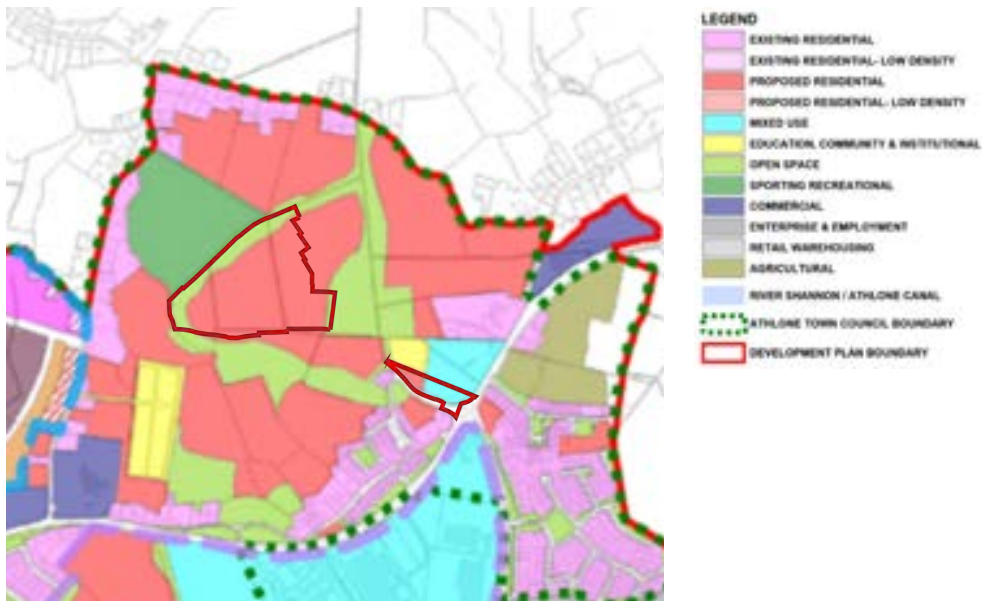 LEGEND
EXISTING RESIDENTIAL
EXISTING RESIDENTIAL- LOW DENSITY
PROPOSED RESIDENTIAL
PROPOSED RESIDENTIAL- LOW DENSITY
MIXED USE
EDUCATION, COMMUNITY & INSTITUTIONAL
OPEN SPACE
SPORTING RECREATIONAL
COMMERCIAL
ENTERPRISE & EMPLOYMENT
RETAIL WAREHOUSING
AGRICULTURAL
RIVER SHANNON / ATHLONE CANAL
ATHLONE TOWN COUNCIL BOUNDARY
DEVELOPMENT PLAN BOUNDARY